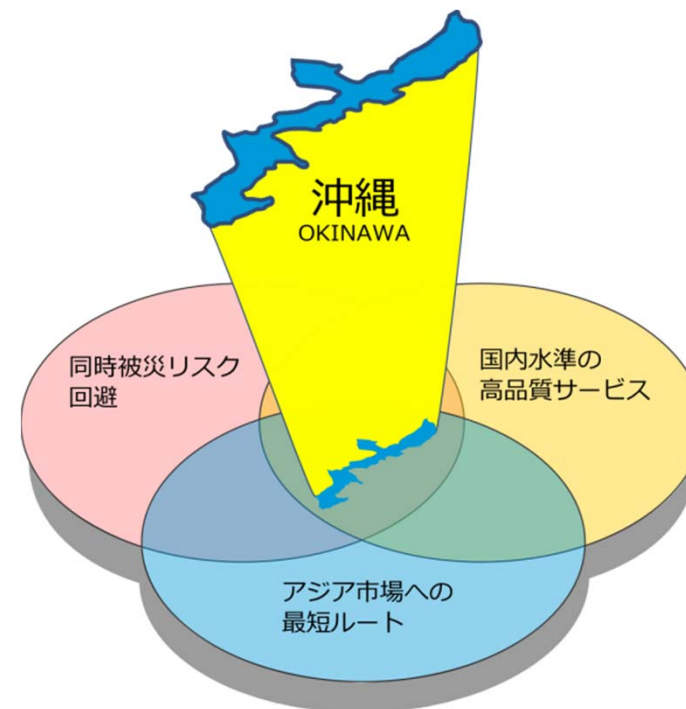 沖縄
OKINAWA
同時被災リスク
回避
国内水準の
高品質サービス
アジア市場への
最短ルート